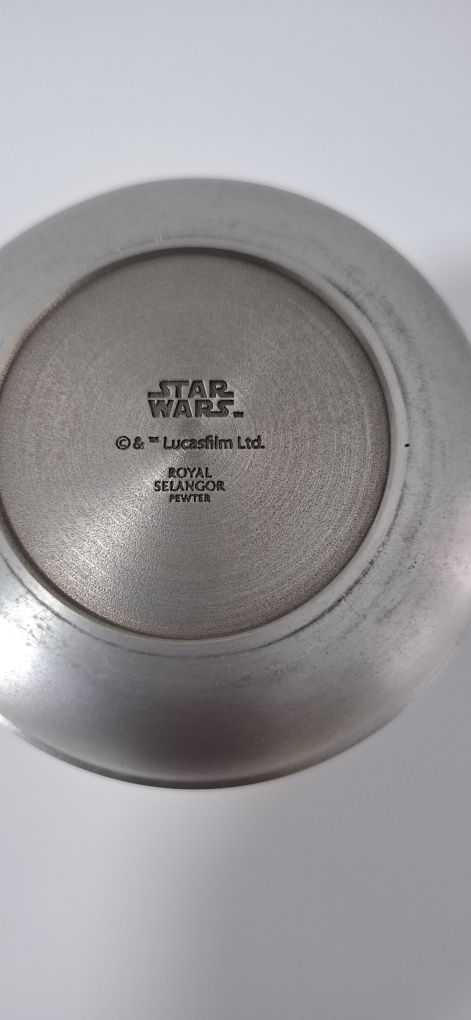 STAR
WARS™
©&™ Lucasfilm Ltd.
ROYAL
SELANGOR
PEWTER